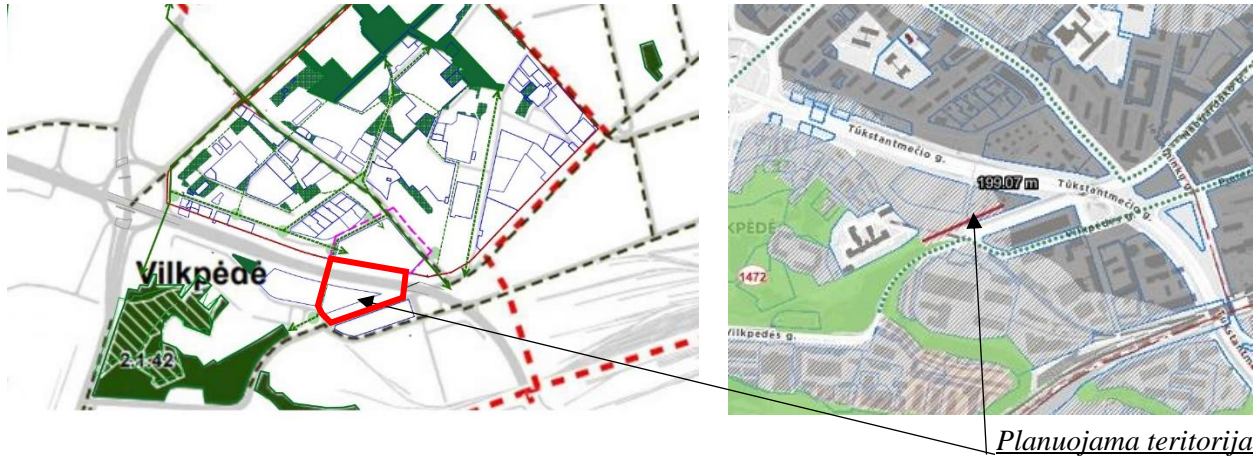 Vilkpėdė
2.1.42
Tūkstantmečio g.
199.07 m
Tūkstantmečio g.
Vilkpėdės g.
KPĖDĖ
1472
Vilkpėdės g.
Planuojama teritorija